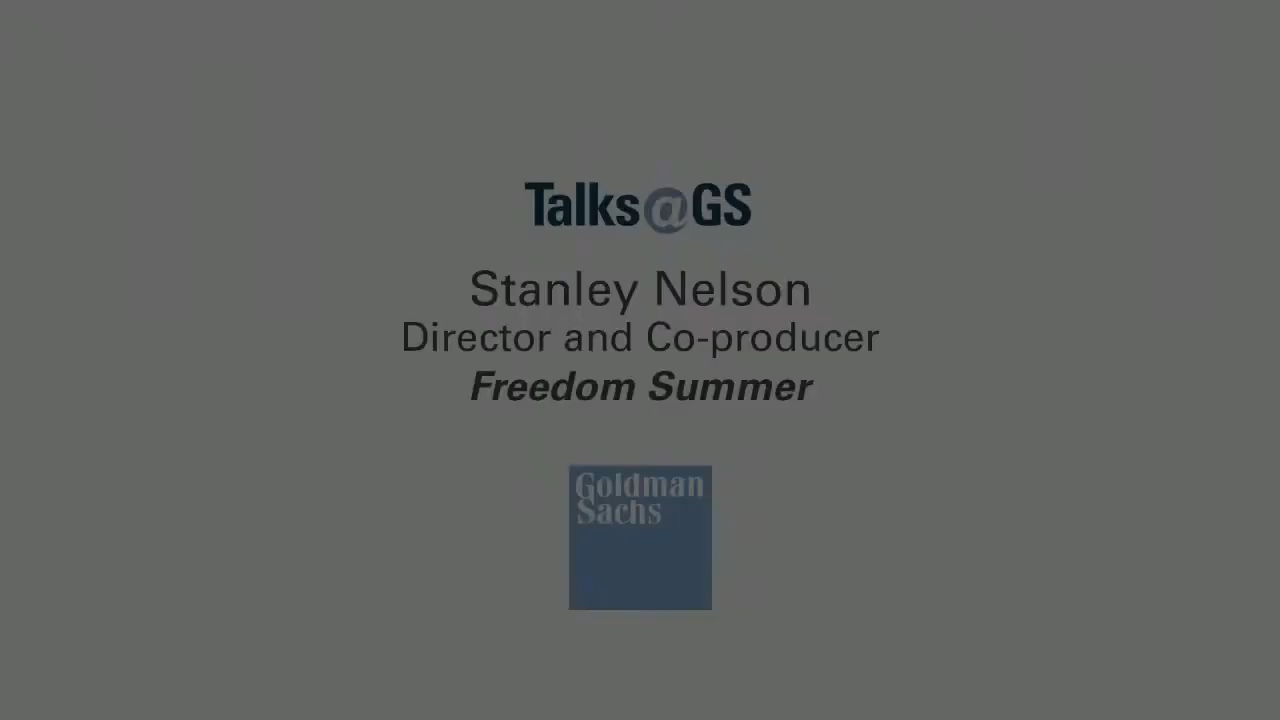 Talks@GS
Stanley Nelson
Director and Co-producer
Freedom Summer
Goldman
Sachs